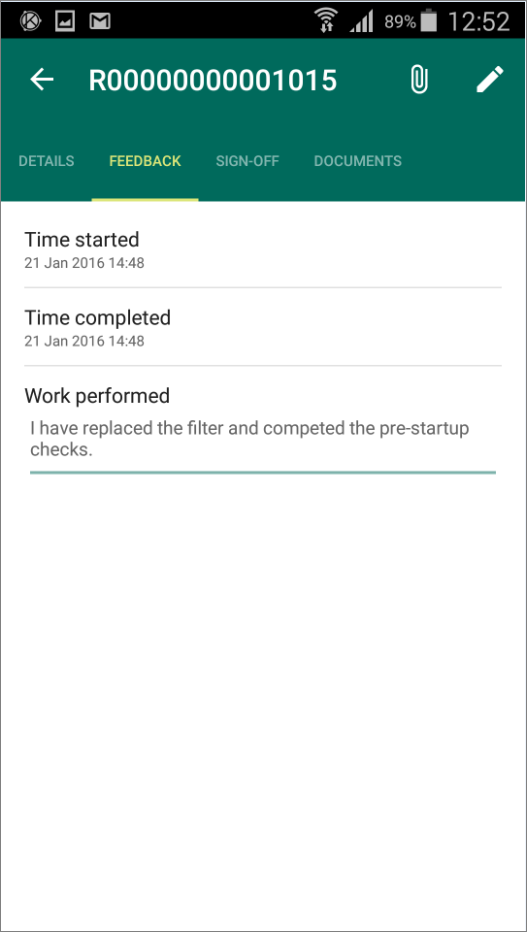 89% 12:52
R00000000001015
DETAILS FEEDBACK SIGN-OFF DOCUMENTS
Time started
21 Jan 2016 14:48
Time completed
21 Jan 2016 14:48
Work performed
I have replaced the filter and competed the pre-startup
checks.